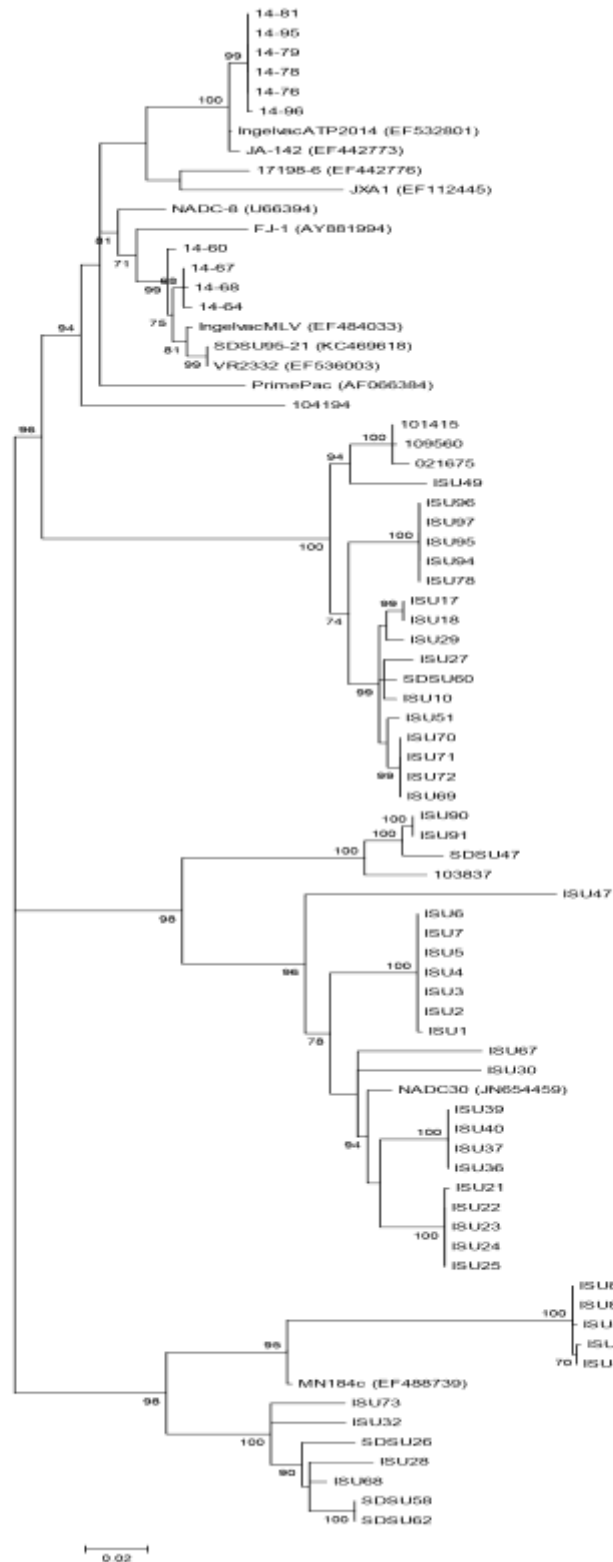 14-81
14-95
99
14-79
14-78
14-76
100
14-96
IngelvacATP2014 (EF532801)
JA-142 (EF442773)
17198-6 (EF442776)
JXA1 (EF112445)
NADC-8 (U66394)
81
FJ-1 (AY881994)
71
14-60
14-67
99
14-68
75
14-64
94
IngelvacMLV (EF484033)
81
SDSU95-21 (KC469618)
99
VR2332 (EF536003)
PrimePac (AF066384)
104194
96
101415
100
109560
94
021675
ISU49
ISU96
ISU97
100
ISU95
100
ISU94
ISU78
99
ISU17
74
ISU18
ISU29
ISU27
99
SDSU60
ISU10
ISU51
ISU70
ISU71
99
ISU72
ISU69
100
ISU90
100
ISU91
100
SDSU47
103837
98
ISU47
ISU6
ISU7
ISU5
96
100
ISU4
ISU3
ISU2
78
ISU1
ISU67
ISU30
NADC30 (JN654459)
ISU39
100
ISU40
94
ISU37
ISU36
ISU21
ISU22
100
ISU23
ISU24
ISU25
100
70
95
MN184c (EF488739)
98
ISU73
ISU32
100
SDSU26
90
ISU28
ISU68
SDSU58
100
SDSU62
0.02